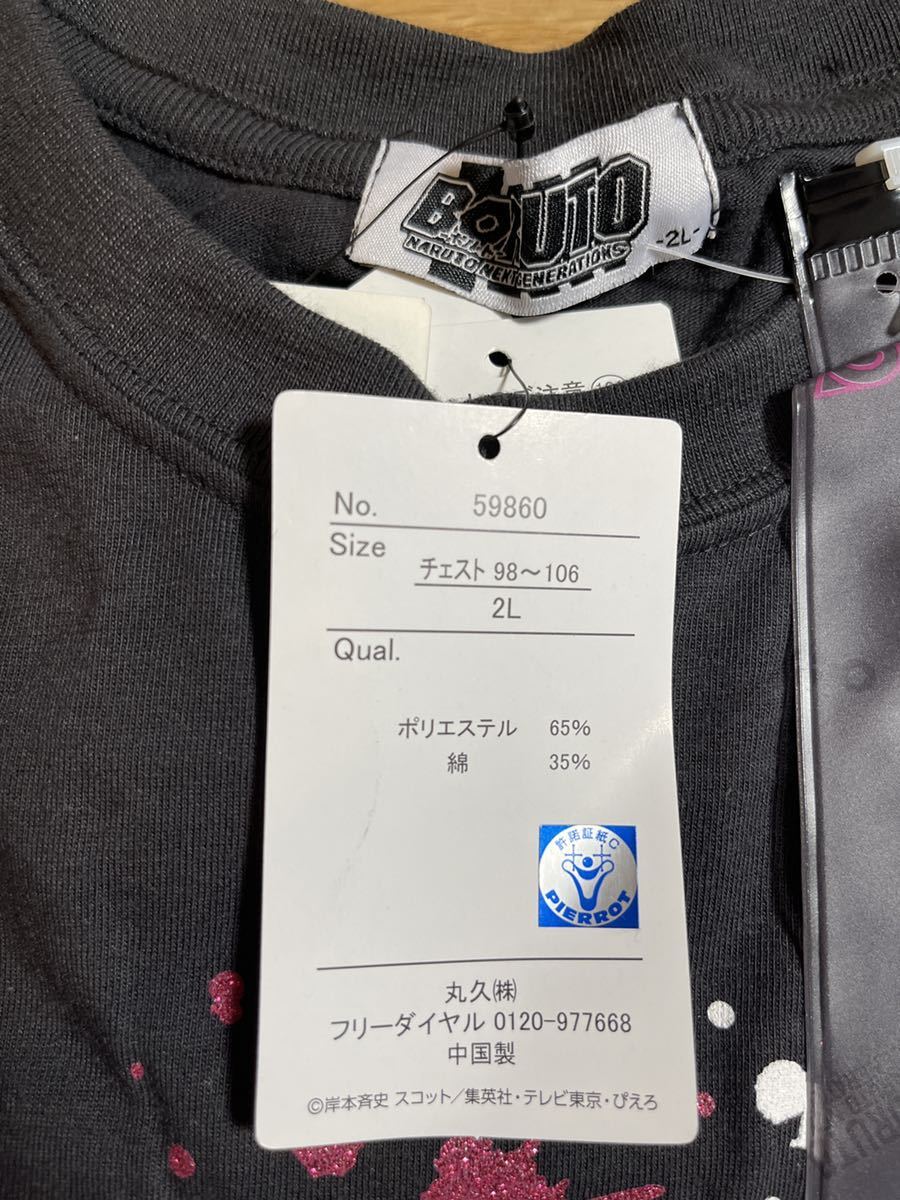 BORUTO
NARUTO NEXT GENERATIONS
-2L-
注意
No. 59860
Size
チェスト 98～106
2L
Qual.
ポリエステル 65%
綿 35%
許諾証紙C
PIERROT
丸久㈱
フリーダイヤル 0120-977668
中国製
©岸本斉史 スコット／集英社・テレビ東京・ぴえろ